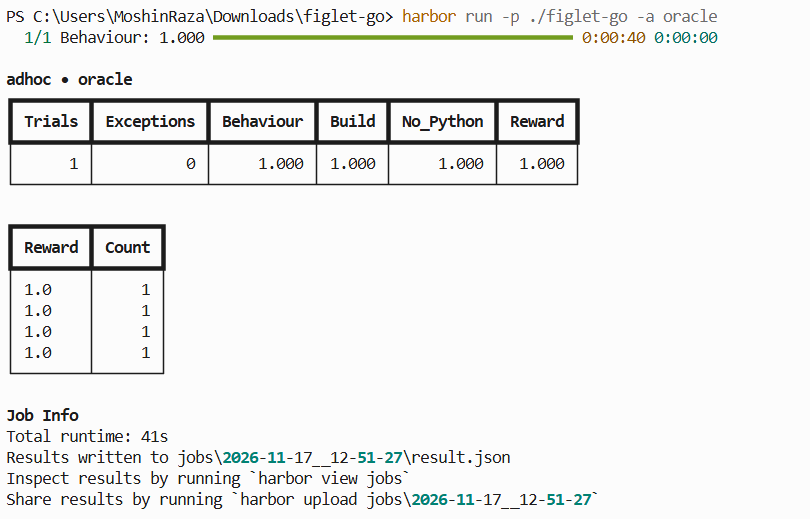 PS C:\Users\MoshinRaza\Downloads\figlet-go> harbor run -p ./figlet-go -a oracle
1/1 Behaviour: 1.000 0:00:40 0:00:00
adhoc • oracle
Trials Exceptions Behaviour Build No_Python Reward
1 0 1.000 1.000 1.000 1.000
Reward Count
1.0 1
1.0 1
1.0 1
1.0 1
Job Info
Total runtime: 41s
Results written to jobs\2026-11-17__12-51-27\result.json
Inspect results by running `harbor view jobs`
Share results by running `harbor upload jobs\2026-11-17__12-51-27`